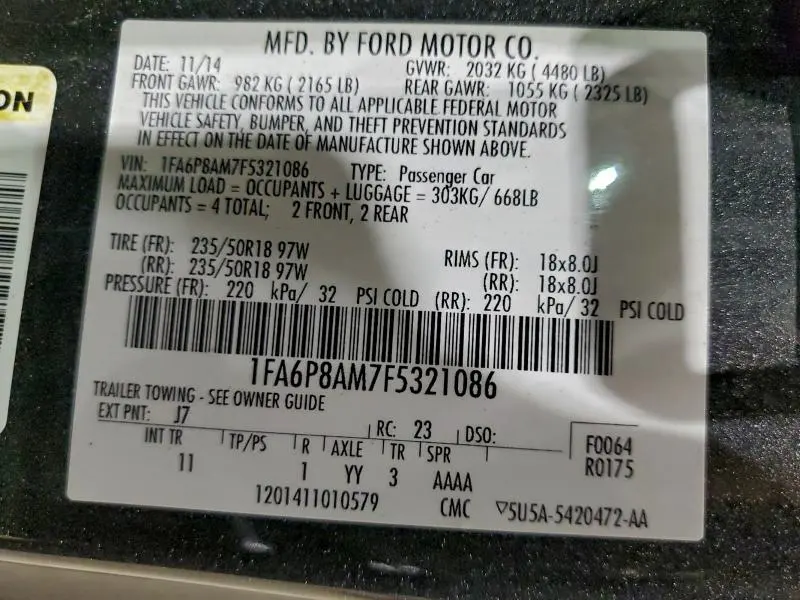 ON
MFD. BY FORD MOTOR CO.
DATE: 11/14 GVWR: 2032 KG ( 4480 LB)
FRONT GAWR: 982 KG ( 2165 LB) REAR GAWR: 1055 KG ( 2325 LB)
THIS VEHICLE CONFORMS TO ALL APPLICABLE FEDERAL MOTOR
VEHICLE SAFETY, BUMPER, AND THEFT PREVENTION STANDARDS
IN EFFECT ON THE DATE OF MANUFACTURE SHOWN ABOVE.
VIN: 1FA6P8AM7F5321086 TYPE: Passenger Car
MAXIMUM LOAD = OCCUPANTS + LUGGAGE = 303KG/ 668LB
OCCUPANTS = 4 TOTAL; 2 FRONT, 2 REAR
TIRE (FR): 235/50R18 97W RIMS (FR): 18x8.0J
(RR): 235/50R18 97W (RR): 18x8.0J
PRESSURE (FR): 220 kPa/ 32 PSI COLD (RR): 220 kPa/ 32 PSI COLD
1FA6P8AM7F5321086
TRAILER TOWING - SEE OWNER GUIDE
EXT PNT: J7 RC: 23 DSO: F0064
R0175
INT TR TP/PS R AXLE TR SPR
11 1 YY 3 AAAA
1201411010579 CMC ▽5U5A-5420472-AA